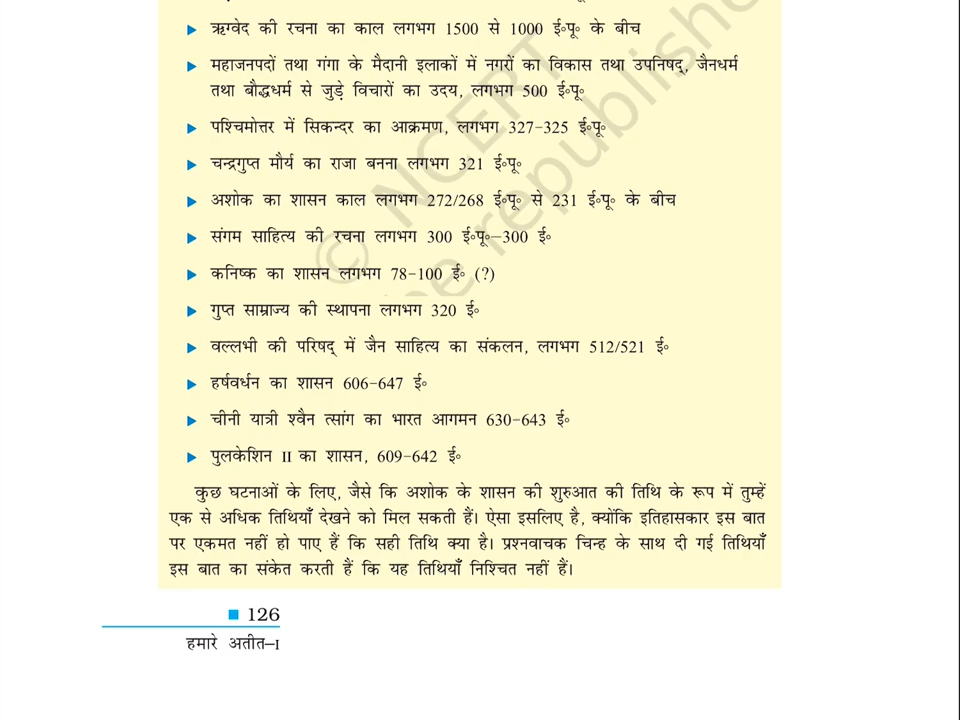 ऋग्वेद की रचना का काल लगभग 1500 से 1000 ई॰पू॰ के बीच
महाजनपदों तथा गंगा के मैदानी इलाकों में नगरों का विकास तथा उपनिषद्, जैनधर्म
तथा बौद्धधर्म से जुड़े विचारों का उदय, लगभग 500 ई॰पू॰
पश्चिमोत्तर में सिकन्दर का आक्रमण, लगभग 327-325 ई॰पू॰
चन्द्रगुप्त मौर्य का राजा बनना लगभग 321 ई॰पू॰
अशोक का शासन काल लगभग 272/268 ई॰पू॰ से 231 ई॰पू॰ के बीच
संगम साहित्य की रचना लगभग 300 ई॰पू॰–300 ई॰
कनिष्क का शासन लगभग 78-100 ई॰ (?)
गुप्त साम्राज्य की स्थापना लगभग 320 ई॰
वल्लभी की परिषद् में जैन साहित्य का संकलन, लगभग 512/521 ई॰
हर्षवर्धन का शासन 606-647 ई॰
चीनी यात्री श्वैन त्सांग का भारत आगमन 630-643 ई॰
पुलकेशिन II का शासन, 609-642 ई॰
कुछ घटनाओं के लिए, जैसे कि अशोक के शासन की शुरुआत की तिथि के रूप में तुम्हें
एक से अधिक तिथियाँ देखने को मिल सकती हैं। ऐसा इसलिए है, क्योंकि इतिहासकार इस बात
पर एकमत नहीं हो पाए हैं कि सही तिथि क्या है। प्रश्नवाचक चिन्ह के साथ दी गई तिथियाँ
इस बात का संकेत करती हैं कि यह तिथियाँ निश्चित नहीं हैं।
126
हमारे अतीत–I
© NCERT
be republished